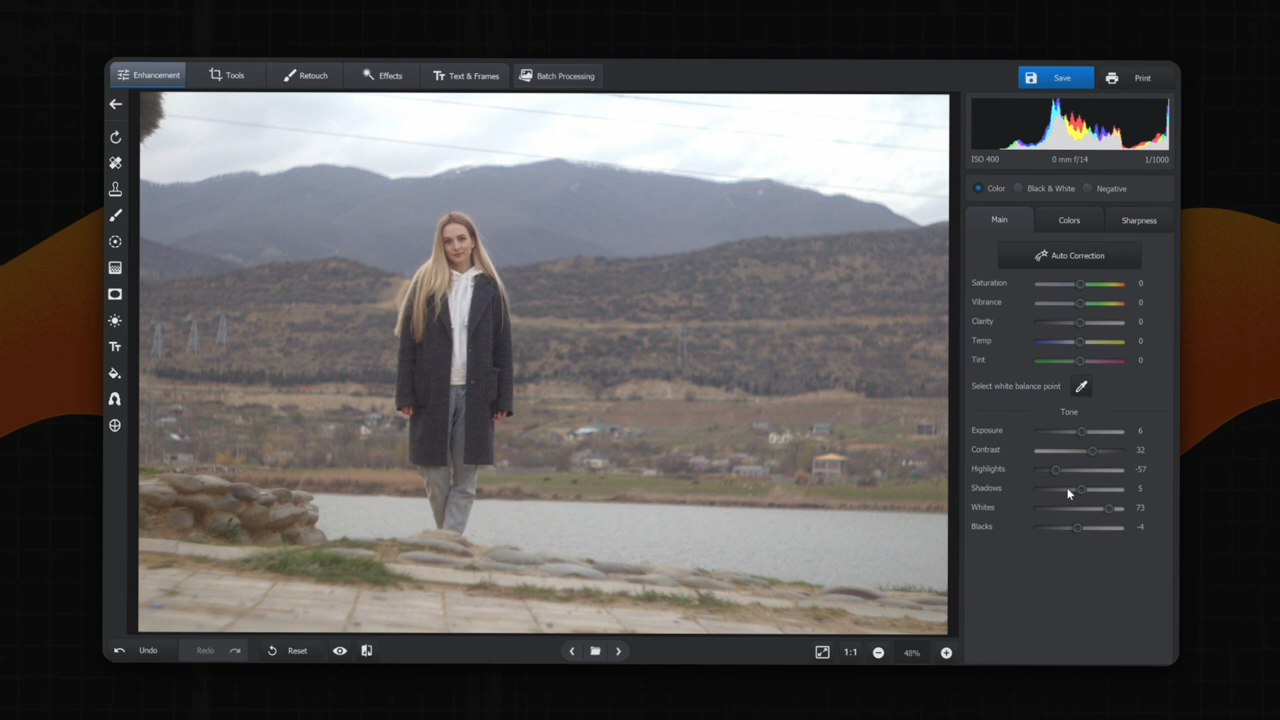 Enhancement Tools Retouch Effects Text & Frames Batch Processing Save Print
ISO 400 0 mm f/14 1/1000
Color Black & White Negative
Main Colors Sharpness
Auto Correction
Saturation 0
Vibrance 0
Clarity 0
Temp 0
Tint 0
Select white balance point
Tone
Exposure 6
Contrast 32
Highlights -57
Shadows 5
Whites 73
Blacks -4
Undo Redo Reset 1:1 48%